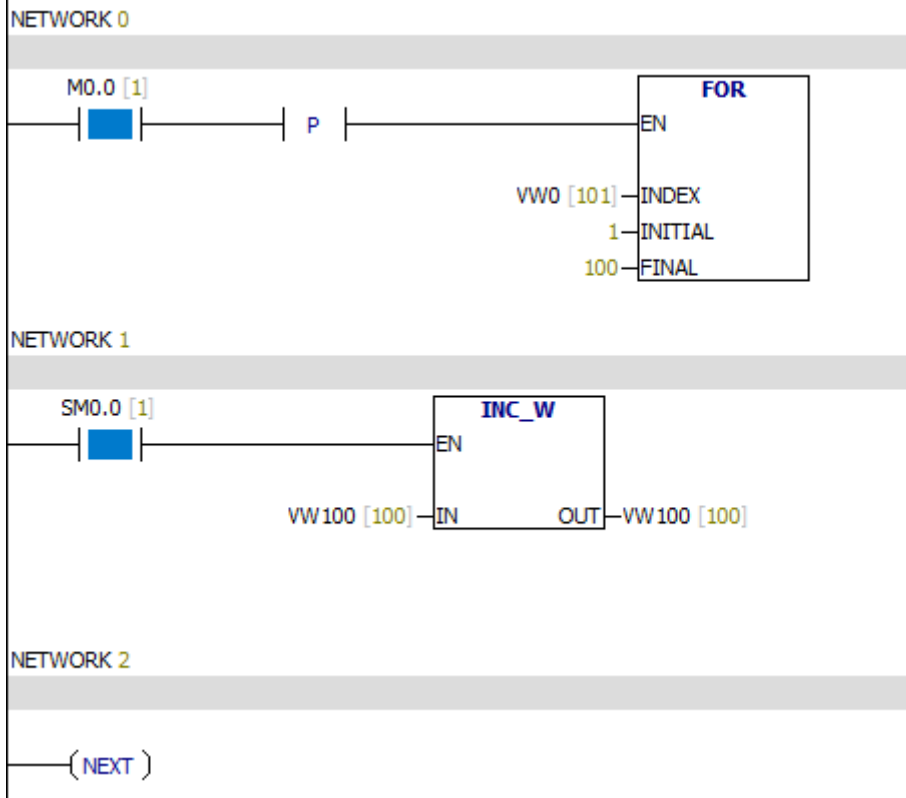 NETWORK 0
M0.0 [1]
FOR
P
EN
VW0 [101] INDEX
1 INITIAL
100 FINAL
NETWORK 1
SM0.0 [1]
INC_W
EN
VW100 [100] IN OUT VW100 [100]
NETWORK 2
(NEXT)